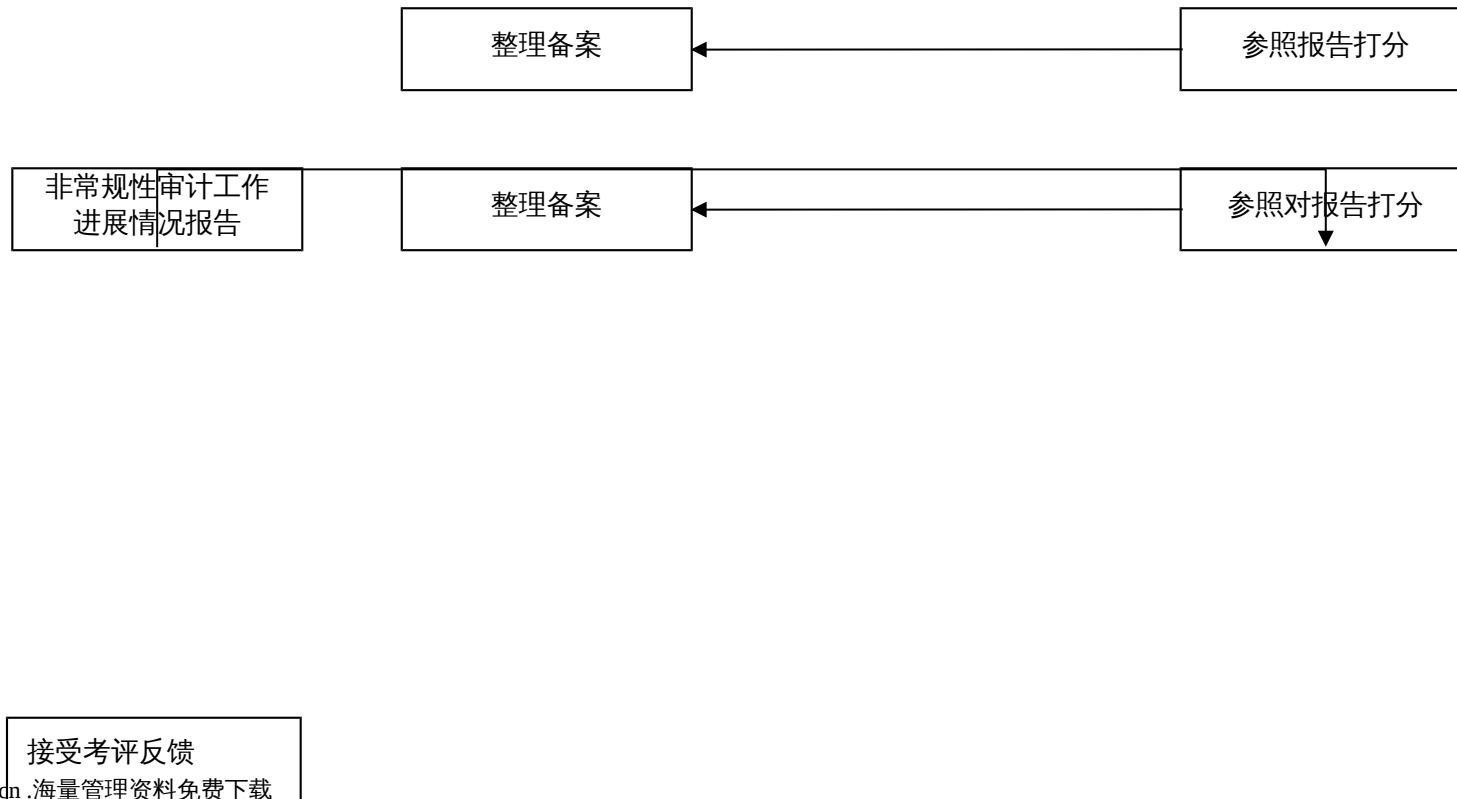 整理备案
参照报告打分
非常规性审计工作
进展情况报告
整理备案
参照对报告打分
接受考评反馈
.海量管理资料免费下载